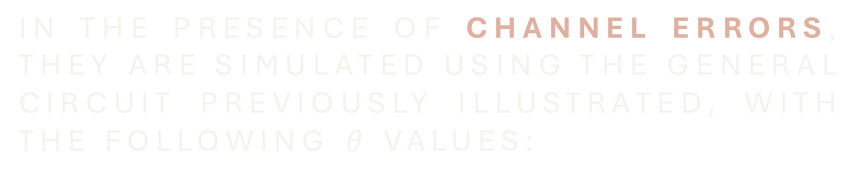 IN THE PRESENCE OF CHANNEL ERRORS,
THEY ARE SIMULATED USING THE GENERAL
CIRCUIT PREVIOUSLY ILLUSTRATED, WITH
THE FOLLOWING θ VALUES: